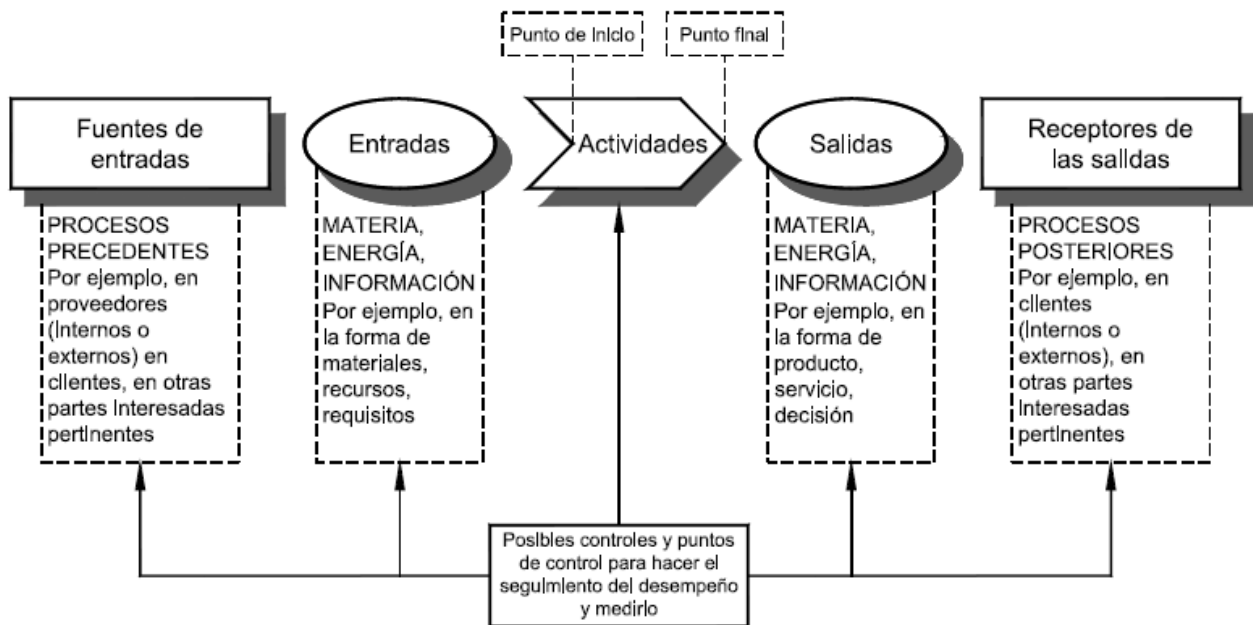 Punto de inicio
Punto final
Fuentes de
entradas
Entradas
Actividades
Salidas
Receptores de
las salidas
PROCESOS
PRECEDENTES
Por ejemplo, en
proveedores
(internos o
externos) en
clientes, en otras
partes interesadas
pertinentes
MATERIA,
ENERGÍA,
INFORMACIÓN
Por ejemplo, en
la forma de
materiales,
recursos,
requisitos
MATERIA,
ENERGÍA,
INFORMACIÓN
Por ejemplo, en
la forma de
producto,
servicio,
decisión
PROCESOS
POSTERIORES
Por ejemplo, en
clientes
(internos o
externos), en
otras partes
interesadas
pertinentes
Posibles controles y puntos
de control para hacer el
seguimiento del desempeño
y medirlo